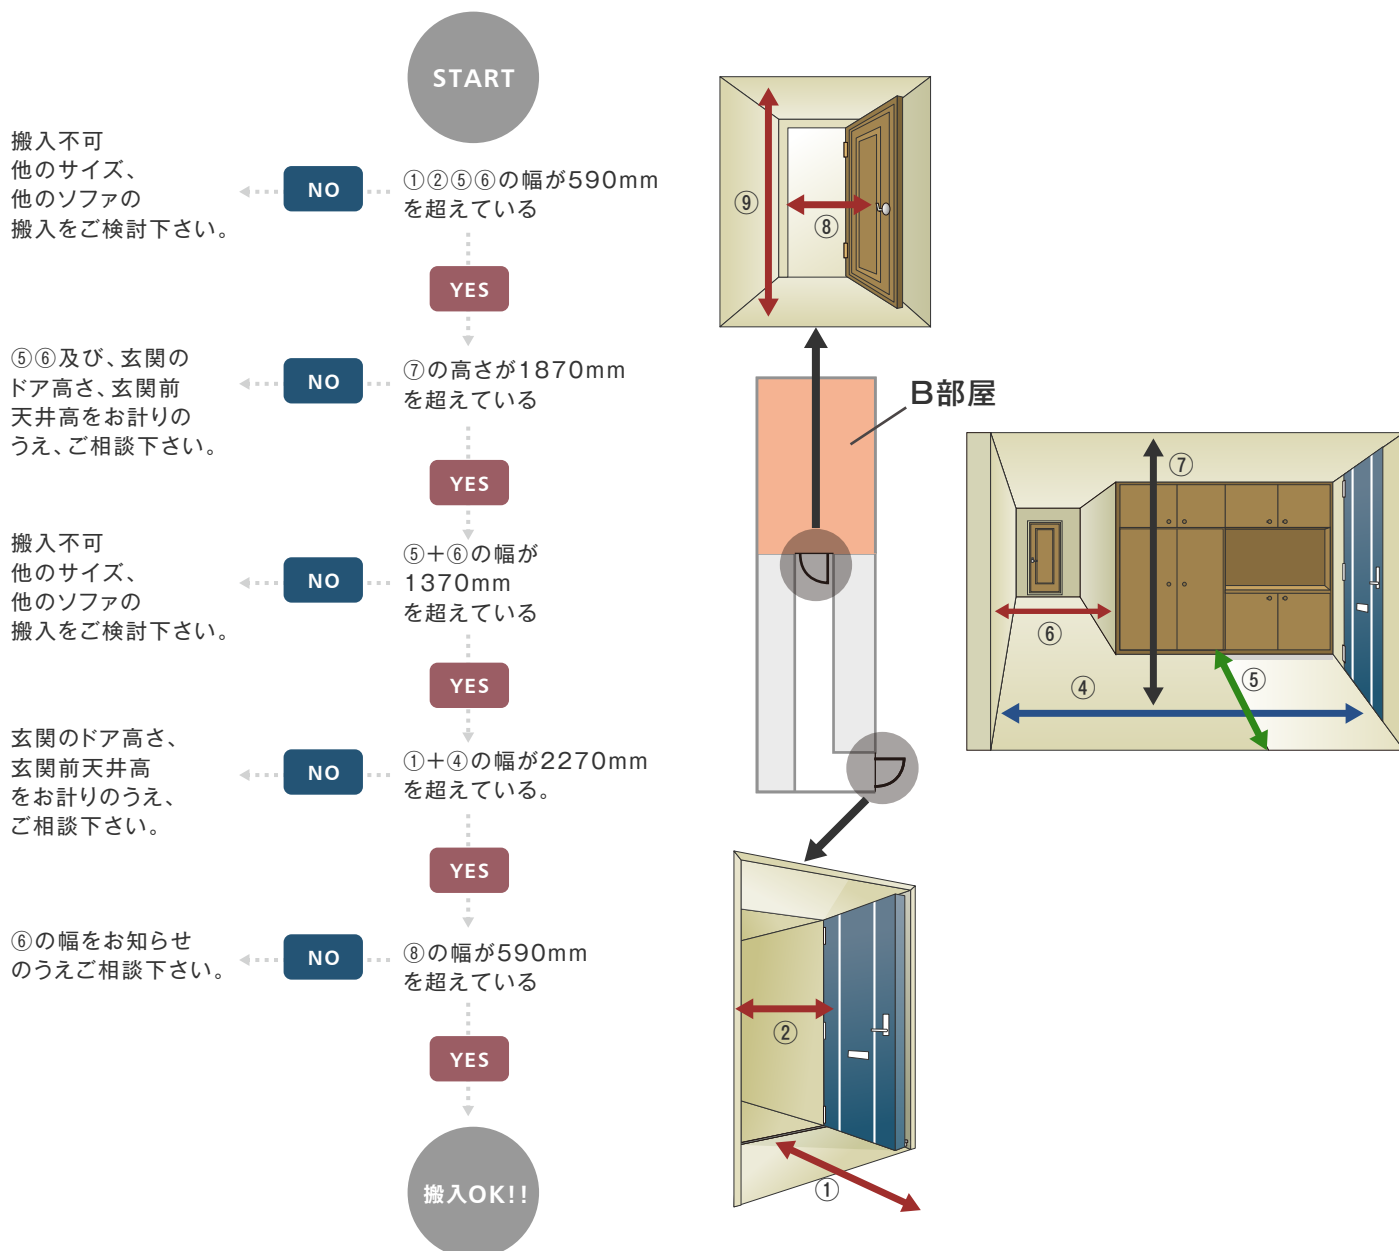 START
①②⑤⑥の幅が590mm
を超えている
NO
搬入不可
他のサイズ、
他のソファの
搬入をご検討下さい。
YES
⑦の高さが1870mm
を超えている
NO
⑤⑥及び、玄関の
ドア高さ、玄関前
天井高をお計りの
うえ、ご相談下さい。
YES
⑤＋⑥の幅が
1370mm
を超えている
NO
搬入不可
他のサイズ、
他のソファの
搬入をご検討下さい。
YES
①＋④の幅が2270mm
を超えている。
NO
玄関のドア高さ、
玄関前天井高
をお計りのうえ、
ご相談下さい。
YES
⑧の幅が590mm
を超えている
NO
⑥の幅をお知らせ
のうえご相談下さい。
YES
搬入OK!!
⑨
⑧
B部屋
⑦
⑥
④
⑤
②
①